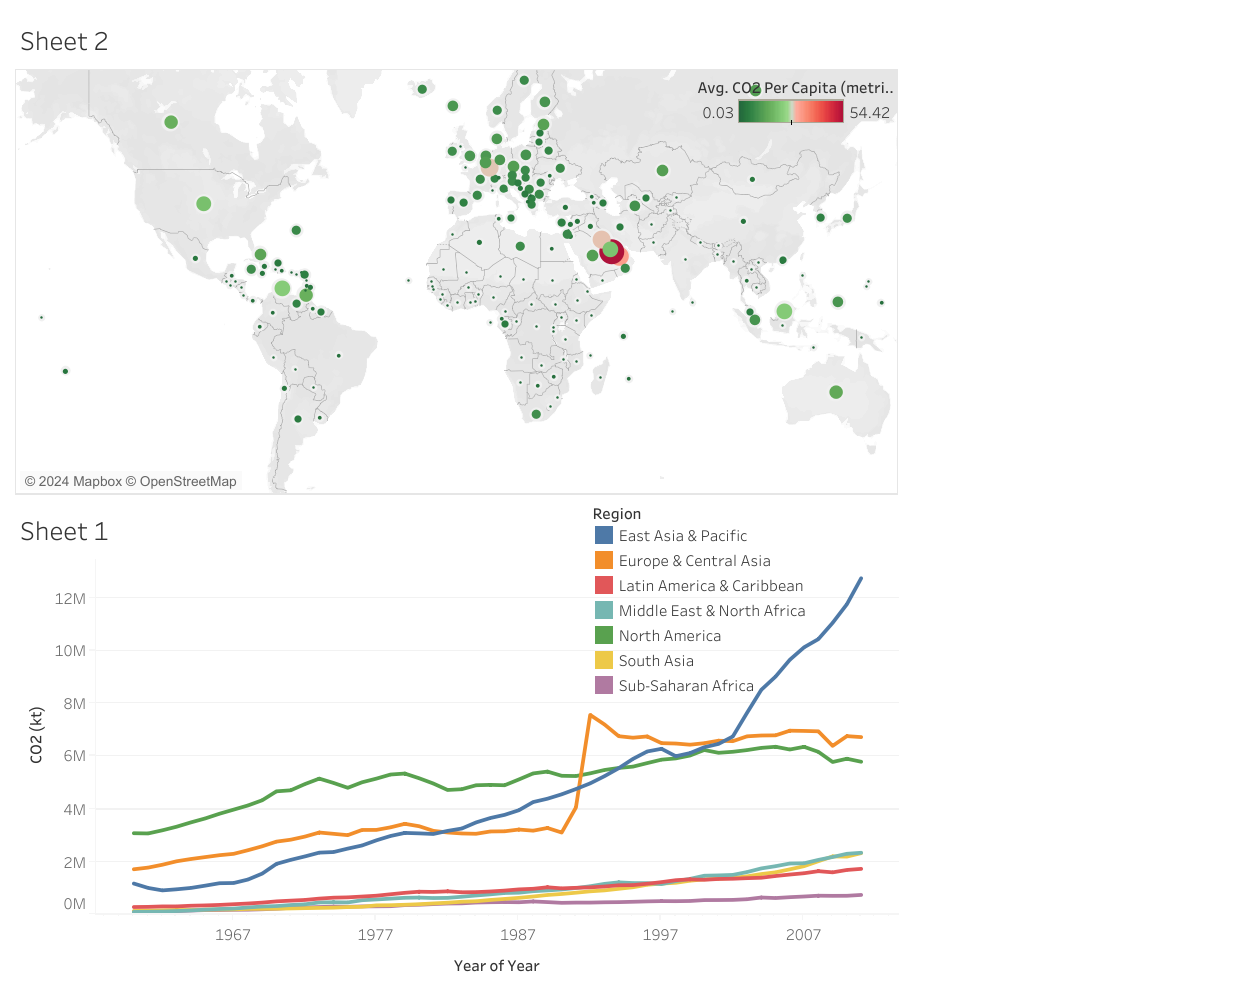 Sheet 2
Avg. CO2 Per Capita (metri..
0.03
54.42
© 2024 Mapbox © OpenStreetMap
Sheet 1
Region
East Asia & Pacific
Europe & Central Asia
Latin America & Caribbean
Middle East & North Africa
North America
South Asia
Sub-Saharan Africa
12M
10M
8M
6M
4M
2M
0M
CO2 (kt)
1967
1977
1987
1997
2007
Year of Year